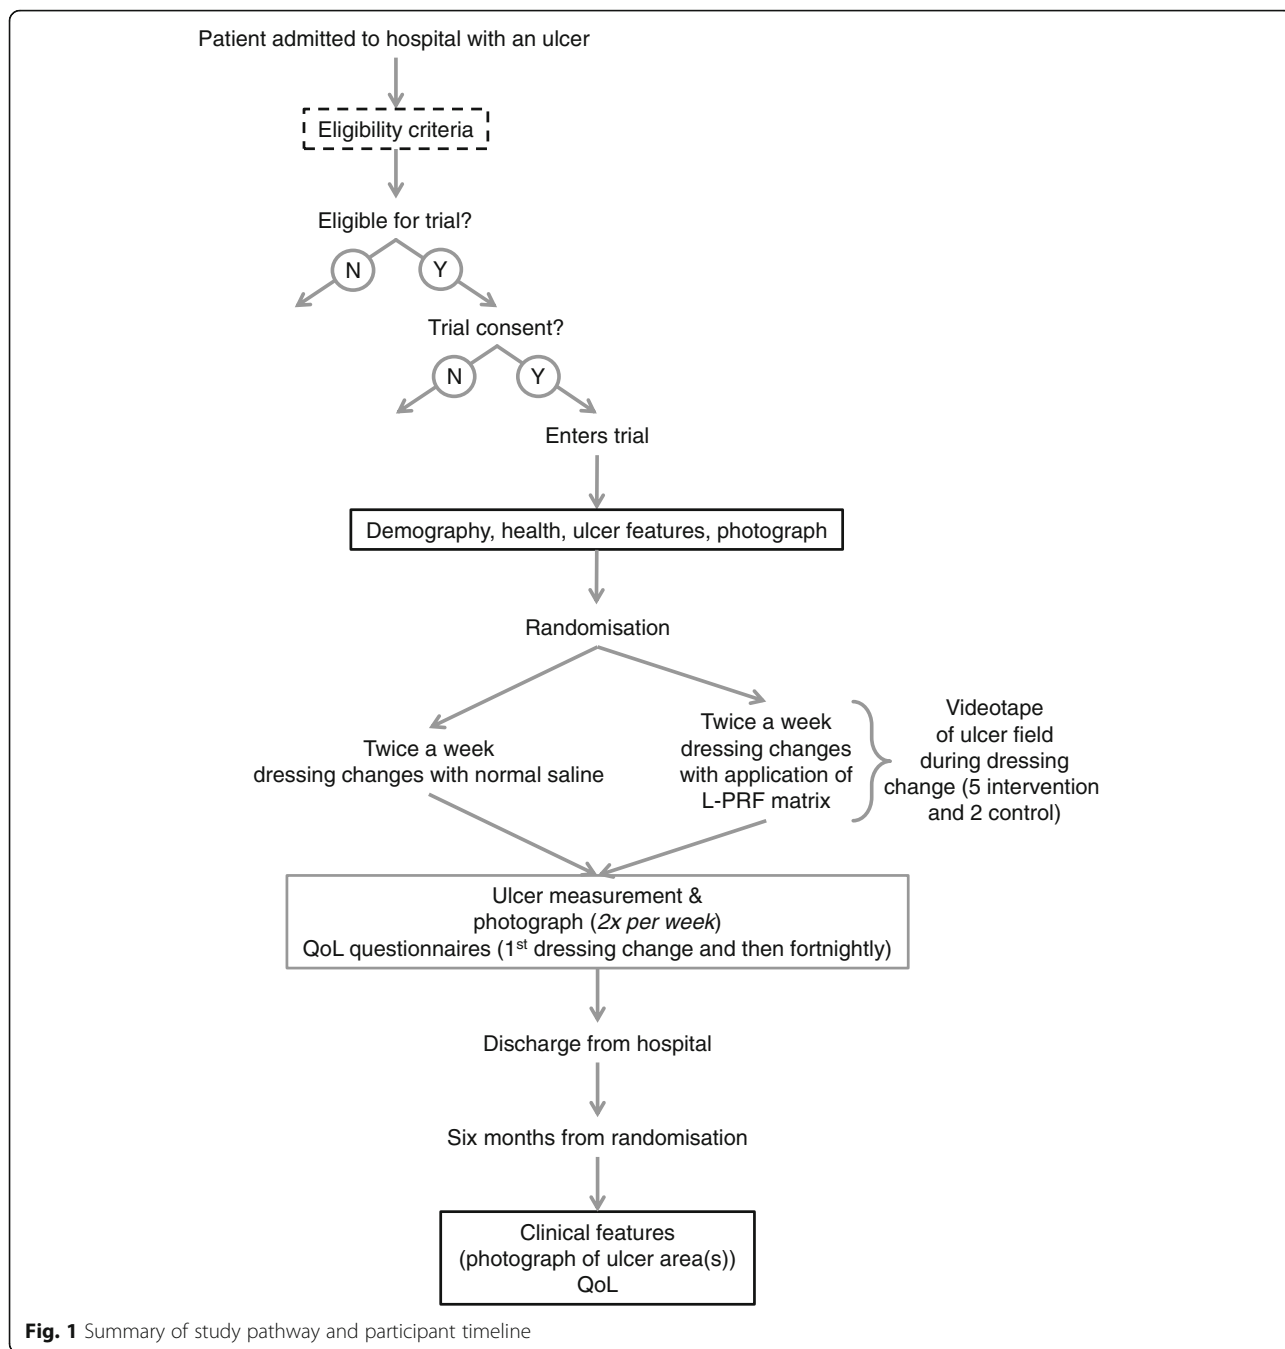 Patient admitted to hospital with an ulcer
Eligibility criteria
Eligible for trial?
N
Y
Trial consent?
N
Y
Enters trial
Demography, health, ulcer features, photograph
Randomisation
Twice a week
dressing changes with normal saline
Twice a week
dressing changes
with application of
L-PRF matrix
Videotape
of ulcer field
during dressing
change (5 intervention
and 2 control)
Ulcer measurement &
photograph (2x per week)
QoL questionnaires (1st dressing change and then fortnightly)
Discharge from hospital
Six months from randomisation
Clinical features
(photograph of ulcer area(s))
QoL
Fig. 1 Summary of study pathway and participant timeline